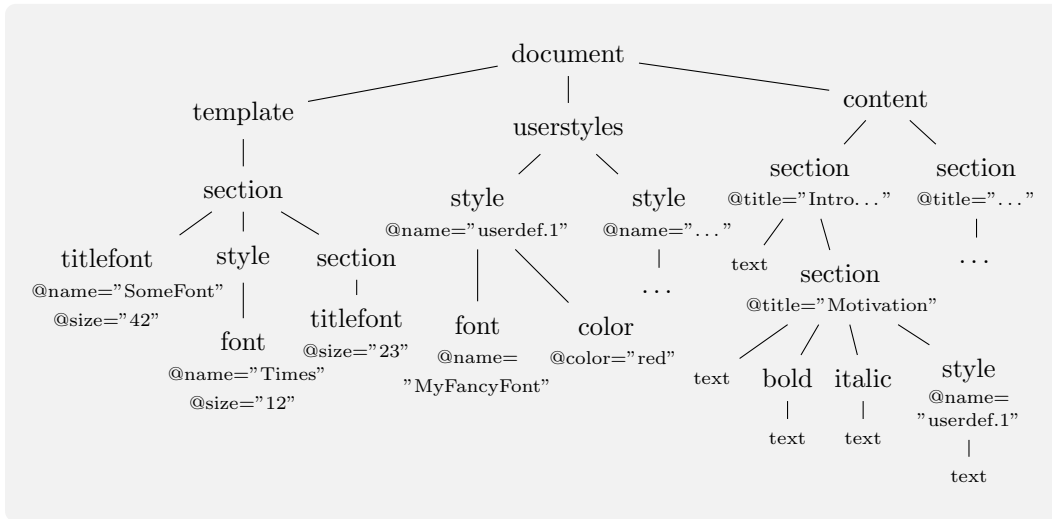 document
template
userstyles
content
section
titlefont
@name="SomeFont"
@size="42"
style
font
@name="Times"
@size="12"
section
titlefont
@size="23"
style
@name="userdef.1"
font
@name=
"MyFancyFont"
color
@color="red"
style
@name="..."
...
section
@title="Intro..."
text
section
@title="Motivation"
text
bold
text
italic
text
style
@name=
"userdef.1"
text
section
@title="..."
...